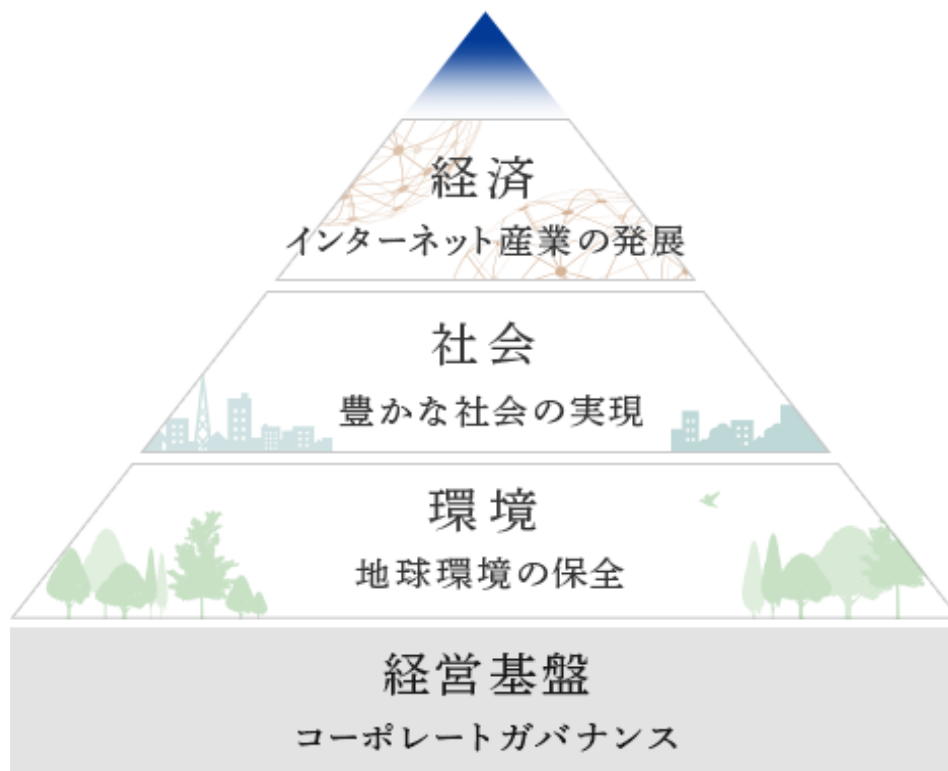 経済
インターネット産業の発展
社会
豊かな社会の実現
環境
地球環境の保全
経営基盤
コーポレートガバナンス